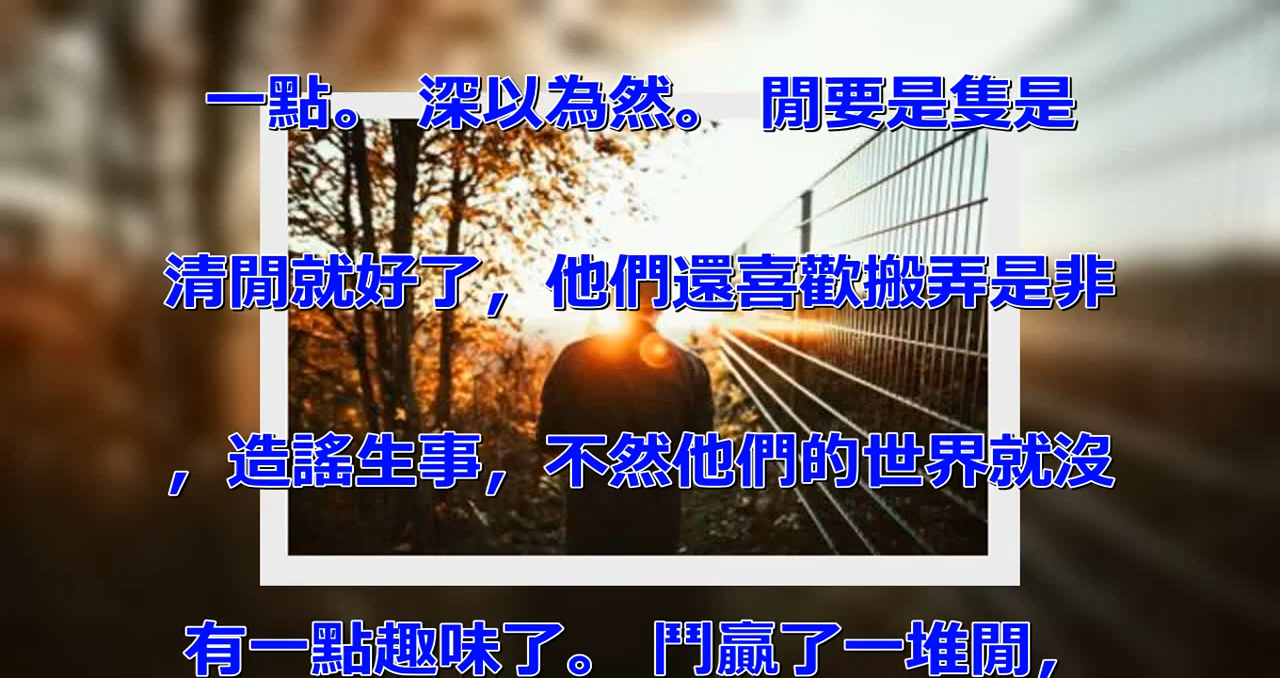 一點。 深以為然。 閒要是隻是
清閒就好了，他們還喜歡搬弄是非
，造謠生事，不然他們的世界就沒
有一點趣味了。 鬥贏了一堆閒，